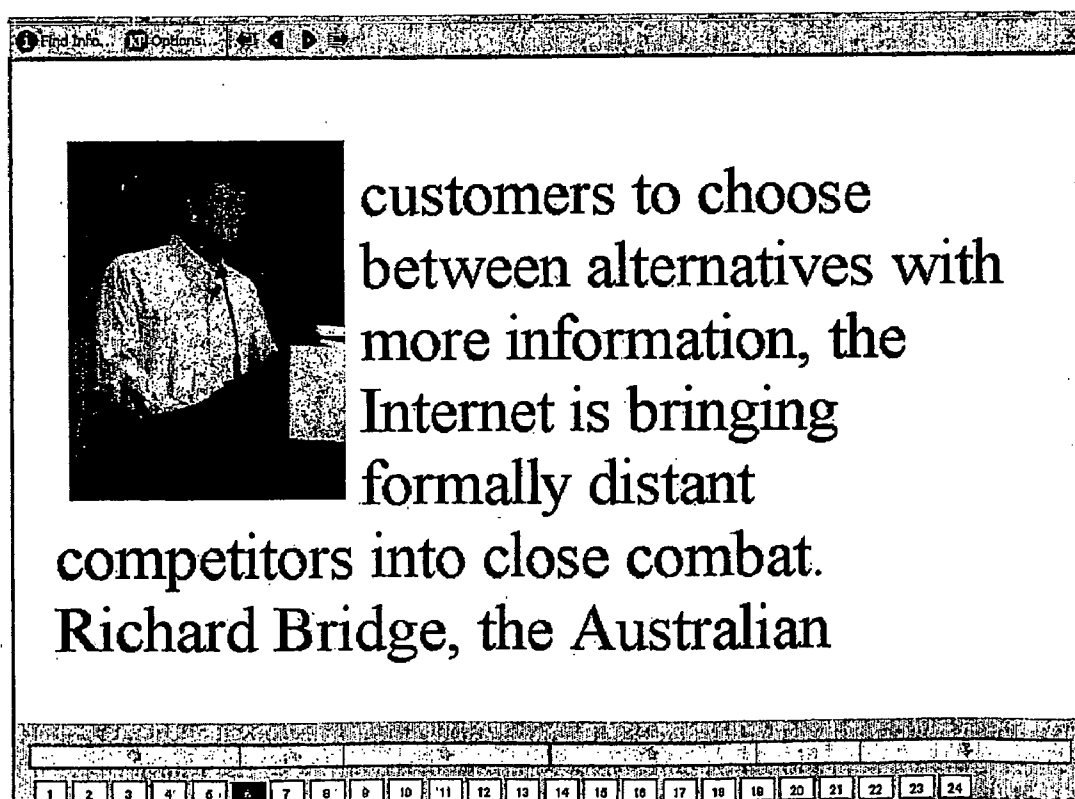 Find Info... Options...
customers to choose
between alternatives with
more information, the
Internet is bringing
formally distant
competitors into close combat.
Richard Bridge, the Australian
1 2 3 4 5 6 7 8 9 10 11 12 13 14 15 16 17 18 19 20 21 22 23 24